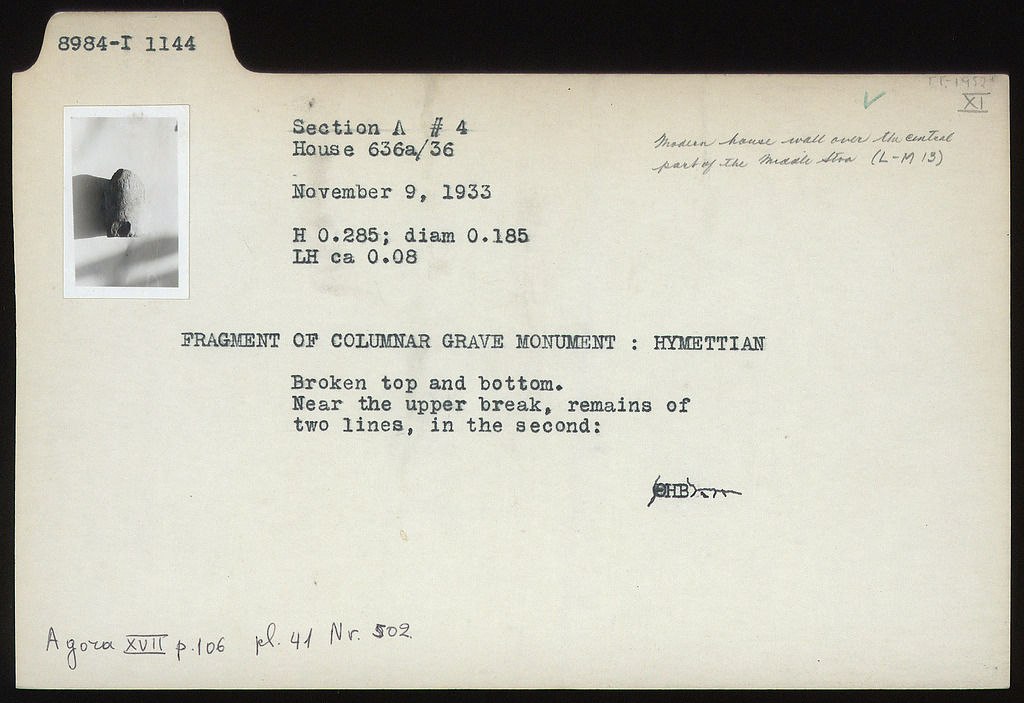 8984-I 1144
XI
Section Λ # 4
House 636a/36
Modern house wall over the central
part of the Middle Stoa (L-M 13)
November 9, 1933
H 0.285; diam 0.185
LH ca 0.08
FRAGMENT OF COLUMNAR GRAVE MONUMENT : HYMETTIAN
Broken top and bottom.
Near the upper break, remains of
two lines, in the second:
ΘΗΒ
Agora XVII p.106 pl. 41 Nr. 502